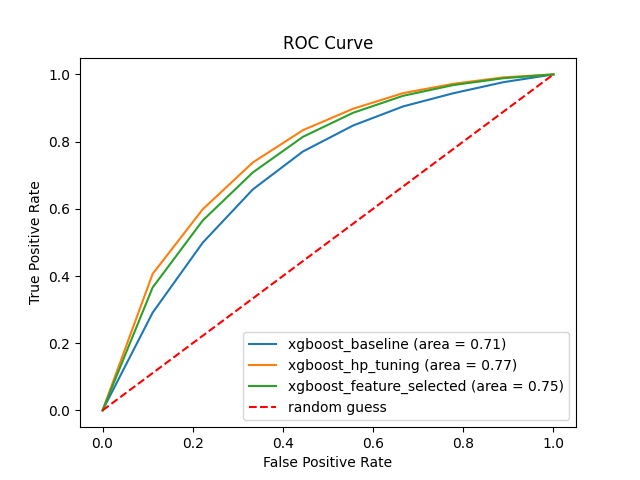 ROC Curve
1.0
0.8
0.6
0.4
0.2
0.0
True Positive Rate
xgboost_baseline (area = 0.71)
xgboost_hp_tuning (area = 0.77)
xgboost_feature_selected (area = 0.75)
random guess
0.0 0.2 0.4 0.6 0.8 1.0
False Positive Rate